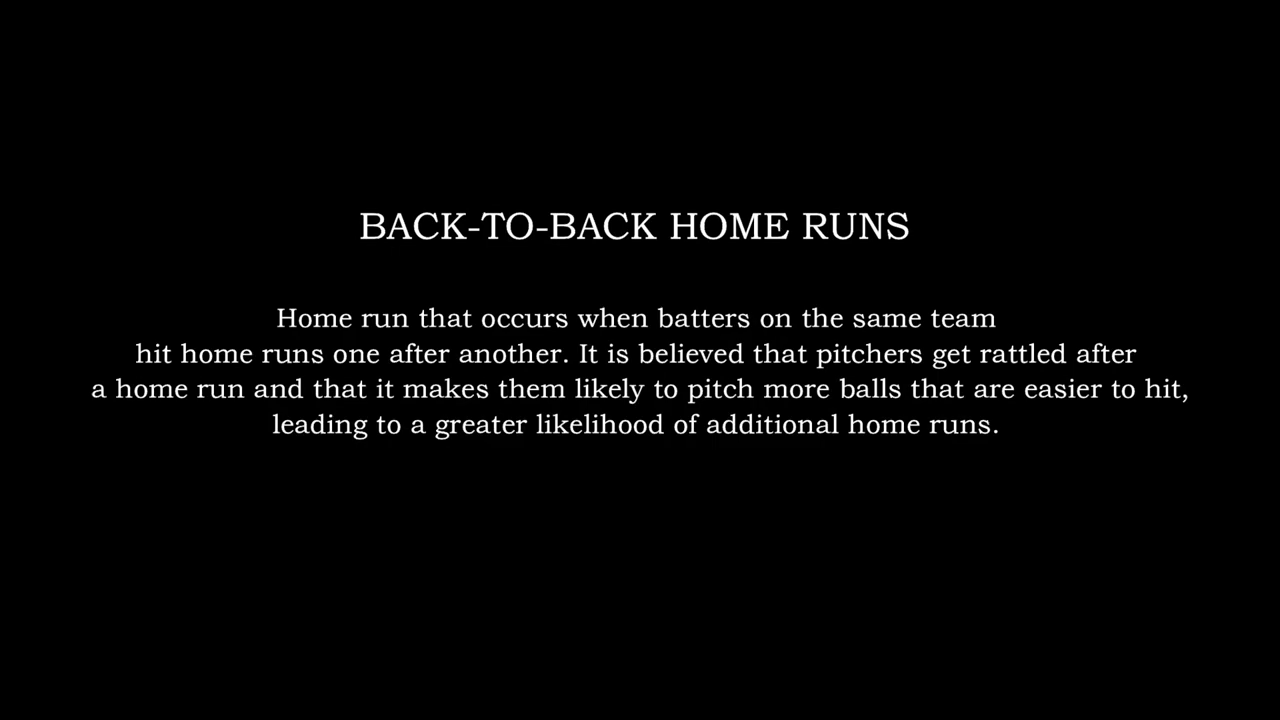 BACK-TO-BACK HOME RUNS
Home run that occurs when batters on the same team
hit home runs one after another. It is believed that pitchers get rattled after
a home run and that it makes them likely to pitch more balls that are easier to hit,
leading to a greater likelihood of additional home runs.